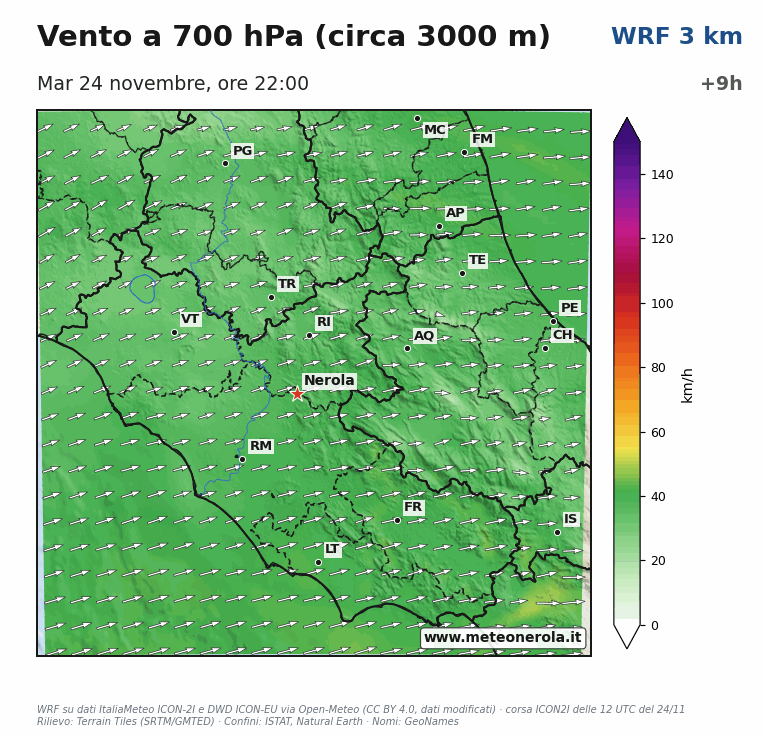 Vento a 700 hPa (circa 3000 m)
WRF 3 km
Mar 24 novembre, ore 22:00
+9h
MC
FM
PG
AP
TE
TR
PE
VT
RI
AQ
CH
Nerola
RM
FR
IS
LT
www.meteonerola.it
140
120
100
80
60
40
20
0
km/h
WRF su dati ItaliaMeteo ICON-2I e DWD ICON-EU via Open-Meteo (CC BY 4.0, dati modificati) · corsa ICON2I delle 12 UTC del 24/11
Rilievo: Terrain Tiles (SRTM/GMTED) · Confini: ISTAT, Natural Earth · Nomi: GeoNames